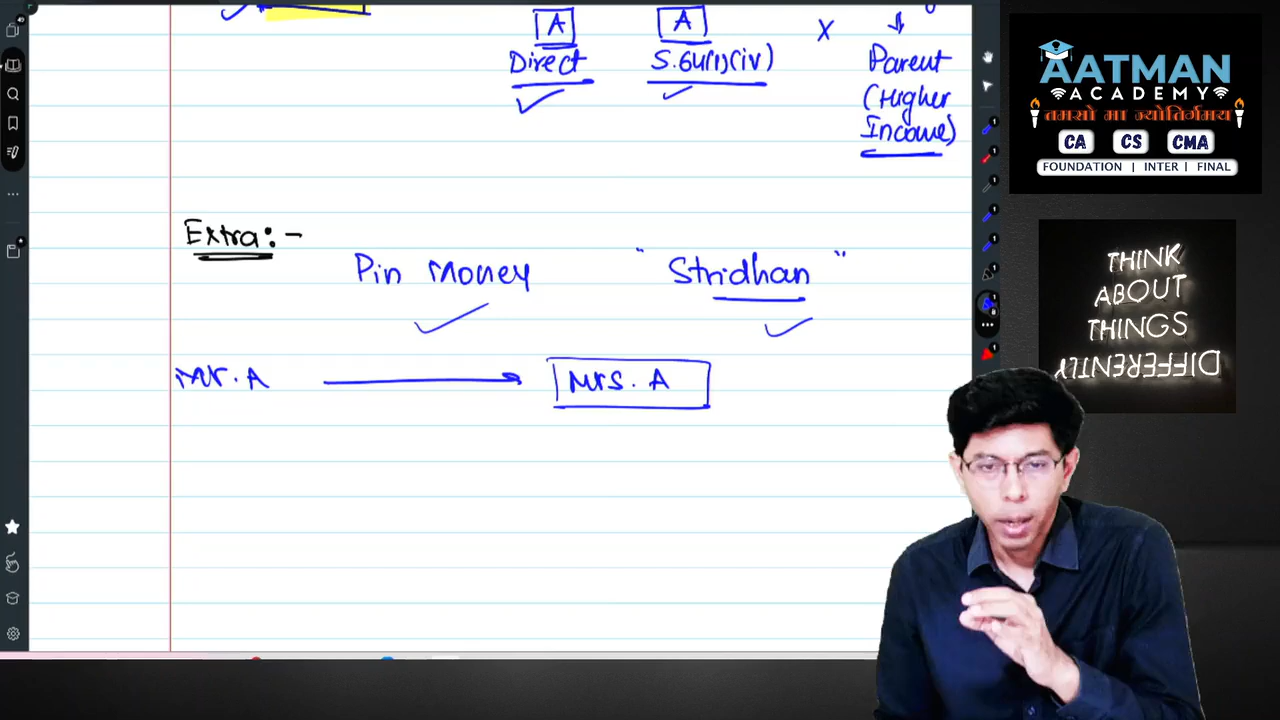 A
A
x
Direct
S.64(1)(iv)
Parent
(Higher
Income)
Extra:-
Pin Money
"Stridhan"
Mr. A
Mrs. A
AATMAN
ACADEMY
तमसो मा ज्योतिर्गमय
CA CS CMA
FOUNDATION | INTER | FINAL
THINK
ABOUT
THINGS
DIFFERENTLY